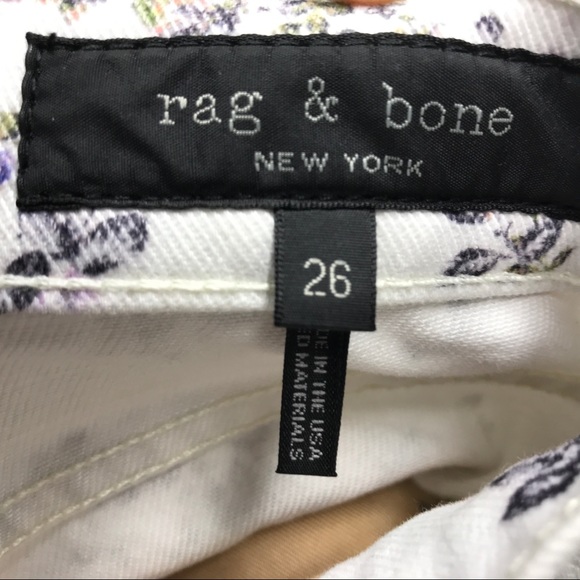 rag & bone
NEW YORK
26
DE IN THE USA
ED MATERIALS